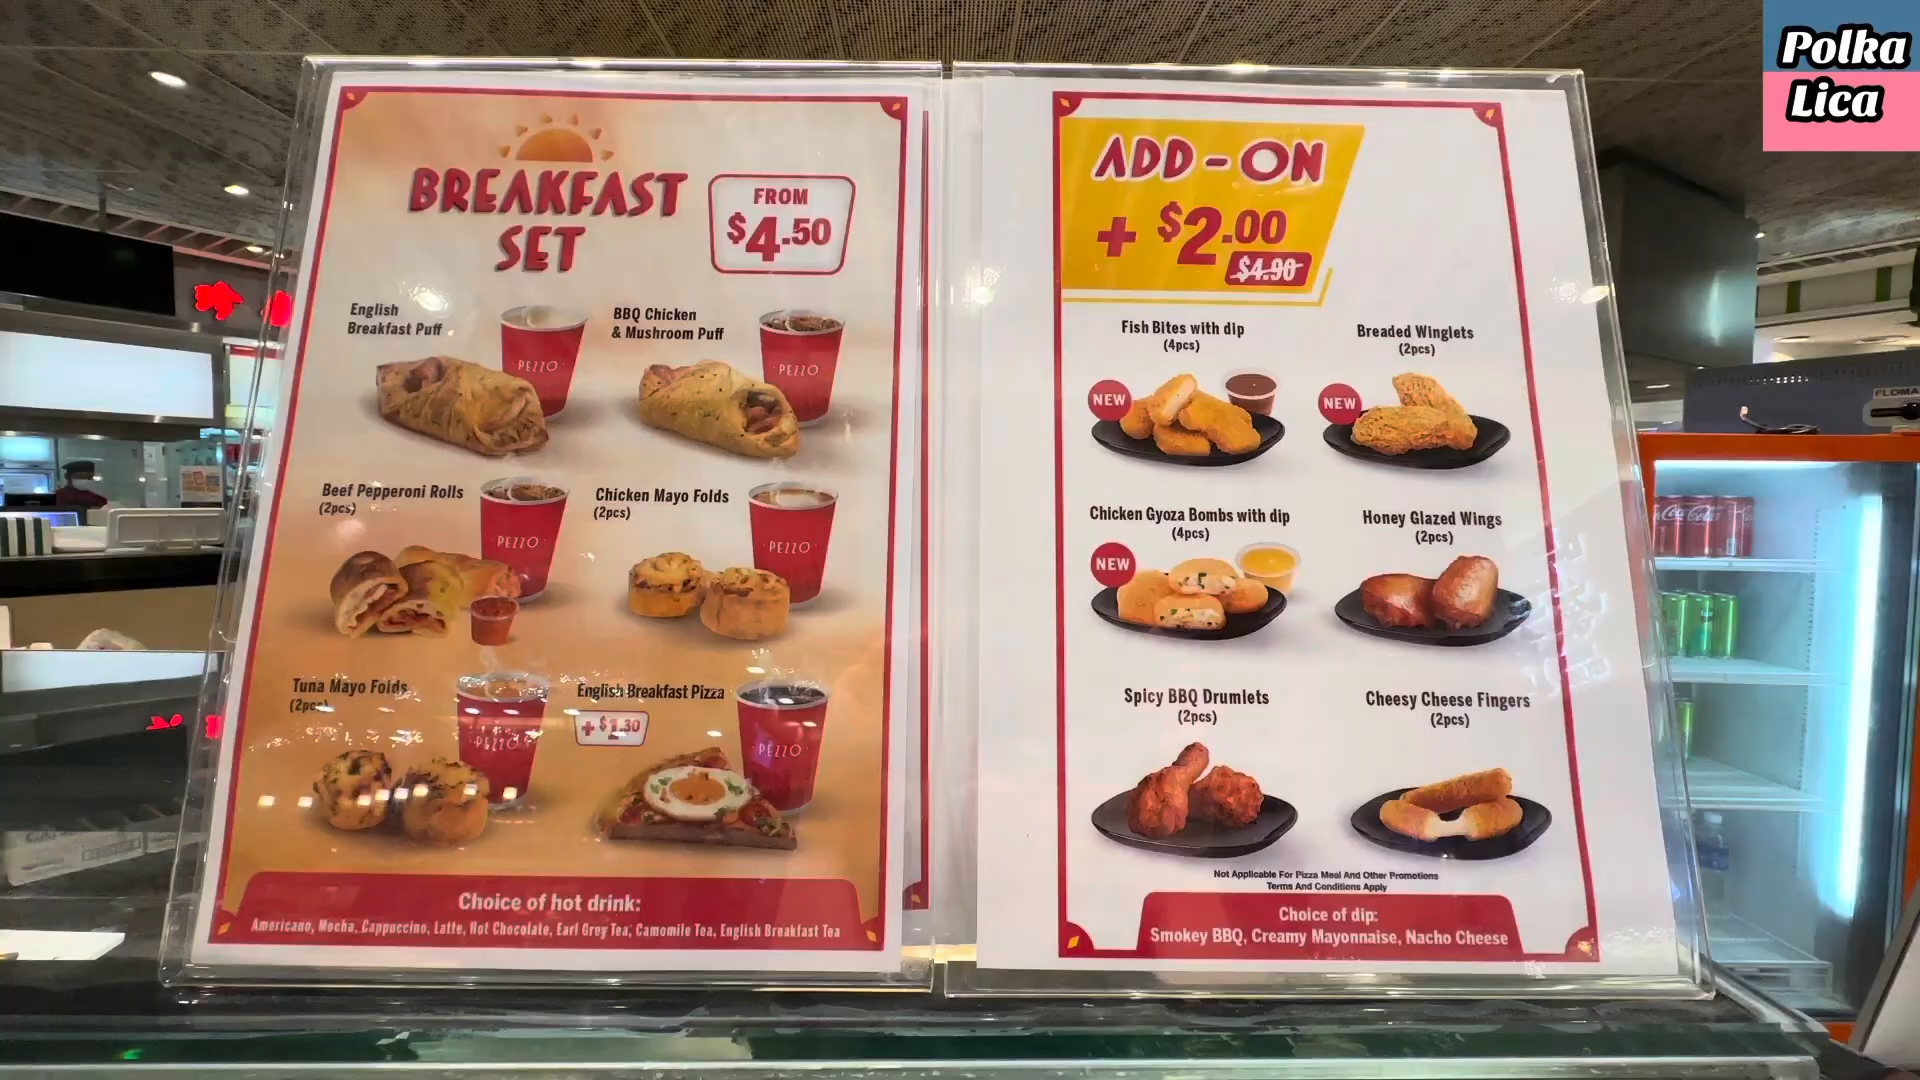 Polka
Lica
BREAKFAST
SET
FROM
$4.50
English
Breakfast Puff
PEZZO
BBQ Chicken
& Mushroom Puff
PEZZO
Beef Pepperoni Rolls
(2pcs)
PEZZO
Chicken Mayo Folds
(2pcs)
PEZZO
Tuna Mayo Folds
(2pcs)
PEZZO
English Breakfast Pizza
+ $1.30
PEZZO
Choice of hot drink:
Americano, Mocha, Cappuccino, Latte, Hot Chocolate, Earl Grey Tea, Camomile Tea, English Breakfast Tea
ADD-ON
+ $2.00
$4.90
Fish Bites with dip
(4pcs)
NEW
Breaded Winglets
(2pcs)
NEW
Chicken Gyoza Bombs with dip
(4pcs)
NEW
Honey Glazed Wings
(2pcs)
Spicy BBQ Drumlets
(2pcs)
Cheesy Cheese Fingers
(2pcs)
Not Applicable For Pizza Meal And Other Promotions
Terms And Conditions Apply
Choice of dip:
Smokey BBQ, Creamy Mayonnaise, Nacho Cheese
Coca-Cola